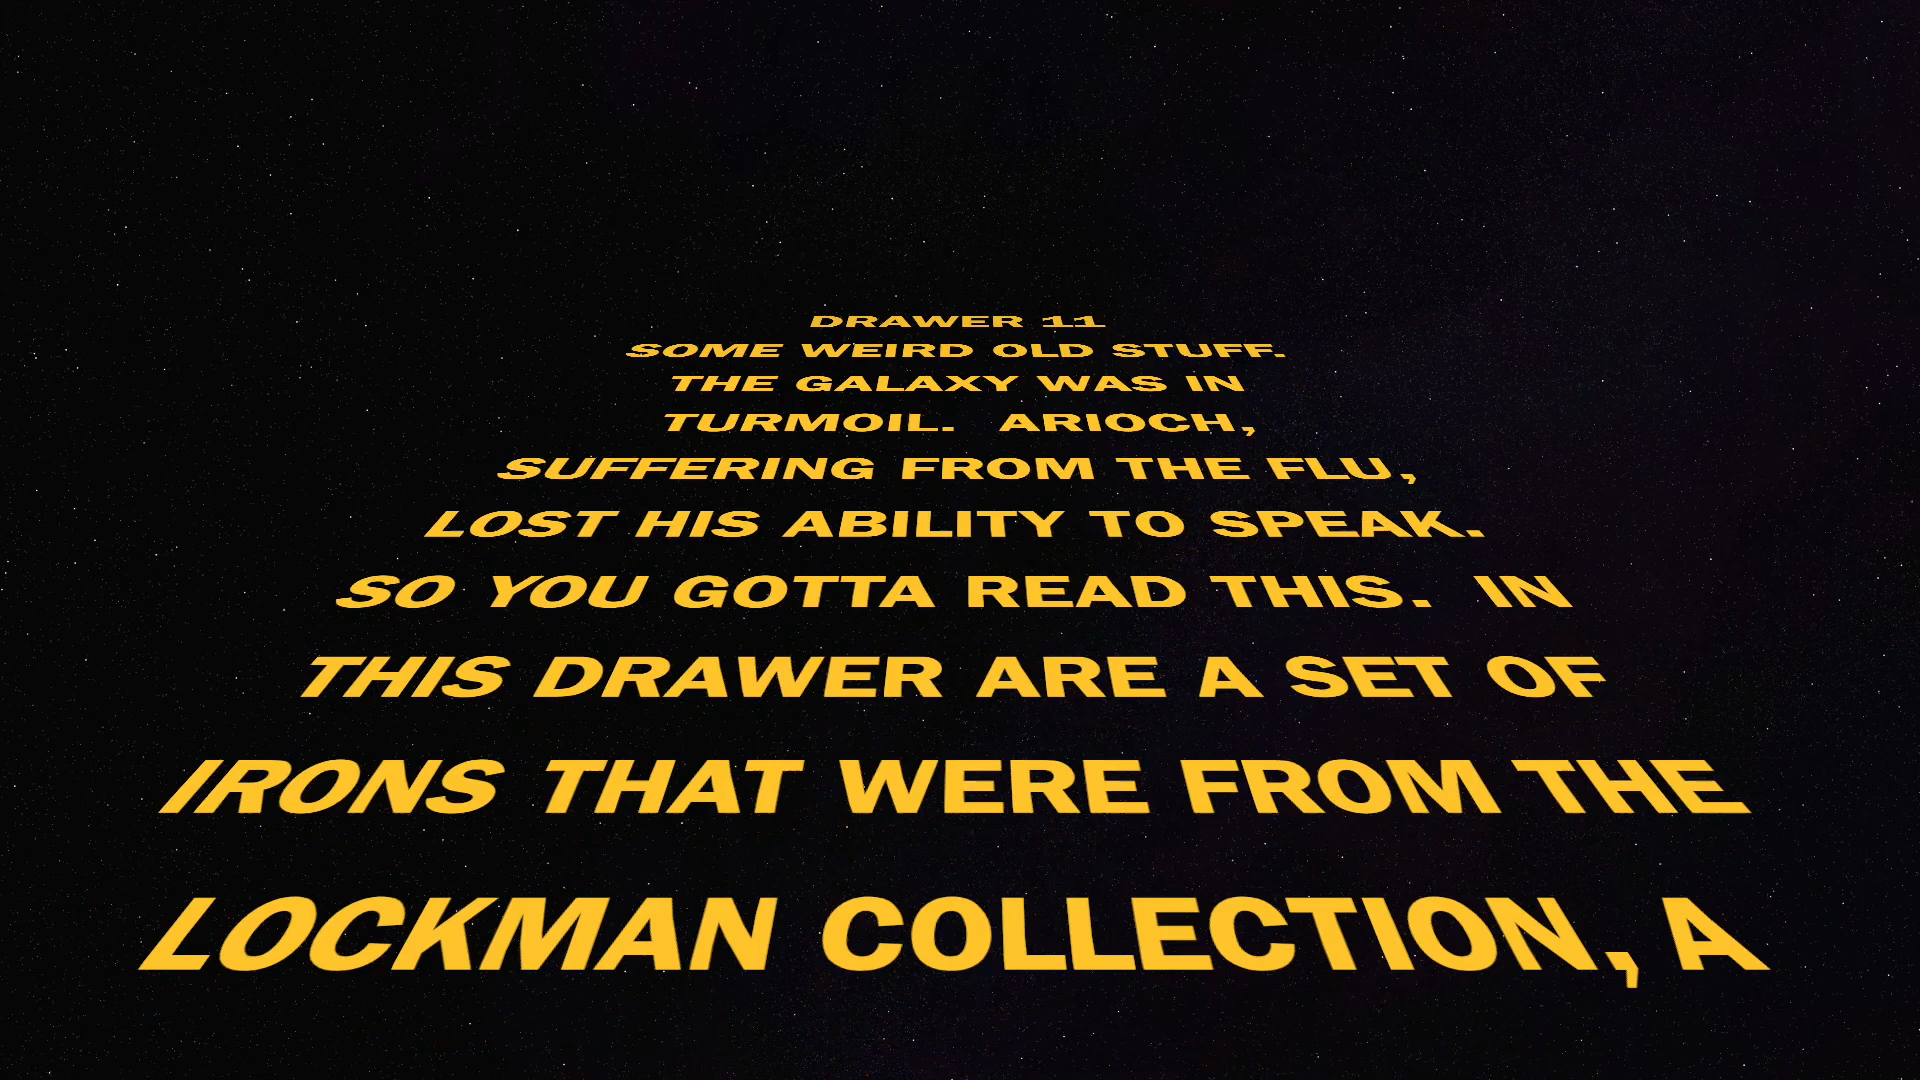 DRAWER 11
SOME WEIRD OLD STUFF.
THE GALAXY WAS IN
TURMOIL.  ARIOCH,
SUFFERING FROM THE FLU,
LOST HIS ABILITY TO SPEAK.
SO YOU GOTTA READ THIS.  IN
THIS DRAWER ARE A SET OF
IRONS THAT WERE FROM THE
LOCKMAN COLLECTION, A